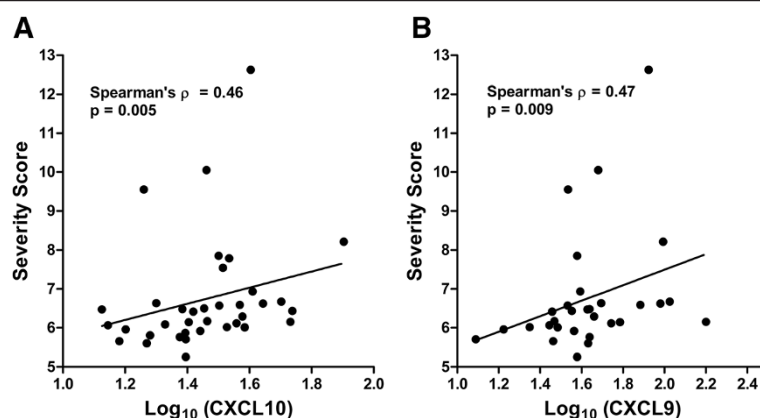 A
Severity Score
13
12
11
10
9
8
7
6
5
Spearman's ρ = 0.46
p = 0.005
1.0 1.2 1.4 1.6 1.8 2.0
Log10 (CXCL10)
B
Severity Score
13
12
11
10
9
8
7
6
5
Spearman's ρ = 0.47
p = 0.009
1.0 1.2 1.4 1.6 1.8 2.0 2.2 2.4
Log10 (CXCL9)